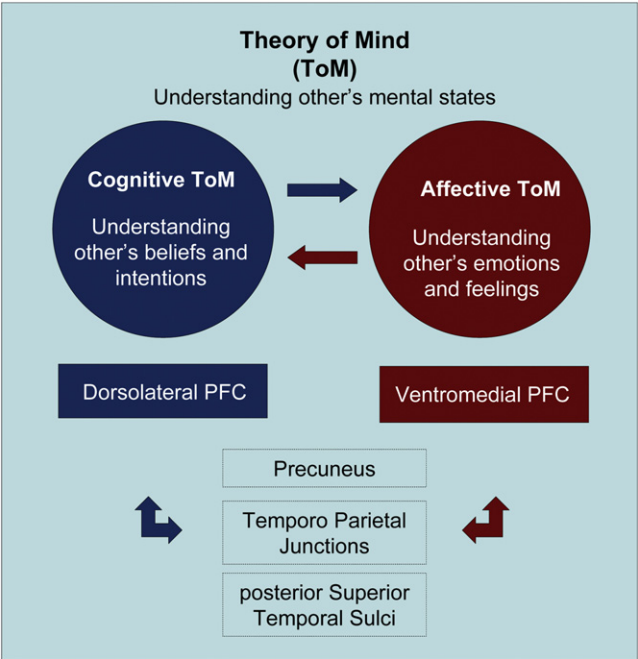 Theory of Mind
(ToM)
Understanding other's mental states
Cognitive ToM
Understanding
other's beliefs and
intentions
Affective ToM
Understanding
other's emotions
and feelings
Dorsolateral PFC
Ventromedial PFC
Precuneus
Temporo Parietal
Junctions
posterior Superior
Temporal Sulci